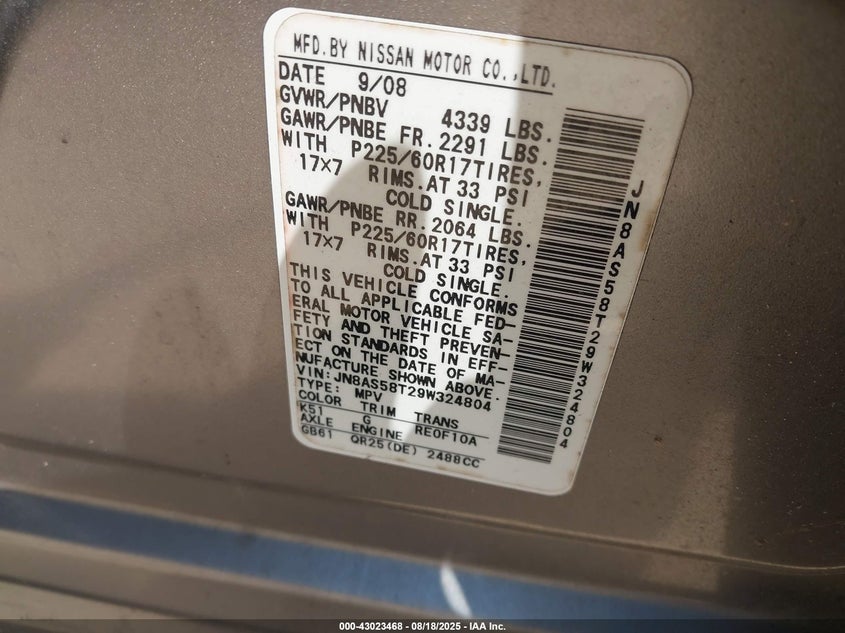 MFD.BY NISSAN MOTOR CO.,LTD.
DATE 9/08
GVWR/PNBV 4339 LBS.
GAWR/PNBE FR. 2291 LBS.
WITH P225/60R17TIRES,
17×7 RIMS.AT 33 PSI
COLD SINGLE.
GAWR/PNBE RR. 2064 LBS.
WITH P225/60R17TIRES,
17×7 RIMS.AT 33 PSI
COLD SINGLE.
THIS VEHICLE CONFORMS
TO ALL APPLICABLE FED-
ERAL MOTOR VEHICLE SA-
FETY AND THEFT PREVEN-
TION STANDARDS IN EFF-
ECT ON THE DATE OF MA-
NUFACTURE SHOWN ABOVE.
VIN:JN8AS58T29W324804
TYPE: MPV
COLOR TRIM TRANS
K51 G RE0F10A
AXLE ENGINE
GB61 QR25(DE) 2488CC
JN8AS58T29W324804
000-43023468 - 08/18/2025 - IAA Inc.